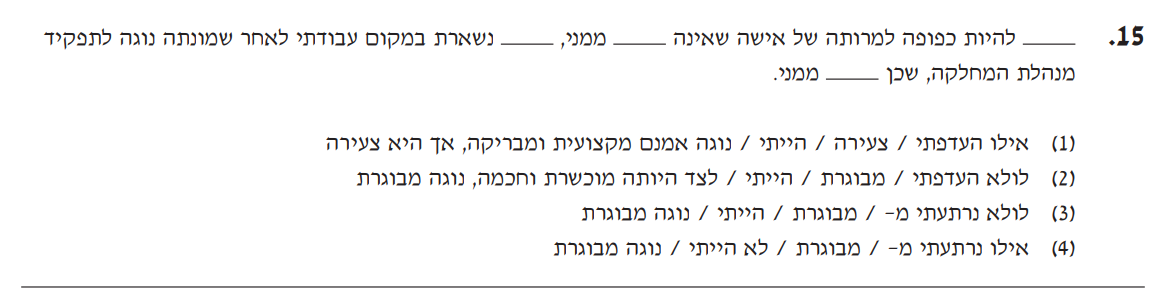 15. _____ להיות כפופה למרותה של אישה שאינה _____ ממני, _____ נשארת במקום עבודתי לאחר שמונתה נוגה לתפקיד
מנהלת המחלקה, שכן _____ ממני.
(1) אילו העדפתי / צעירה / הייתי / נוגה אמנם מקצועית ומבריקה, אך היא צעירה
(2) לולא העדפתי / מבוגרת / הייתי / לצד היותה מוכשרת וחכמה, נוגה מבוגרת
(3) לולא נרתעתי מ- / מבוגרת / הייתי / נוגה מבוגרת
(4) אילו נרתעתי מ- / מבוגרת / לא הייתי / נוגה מבוגרת